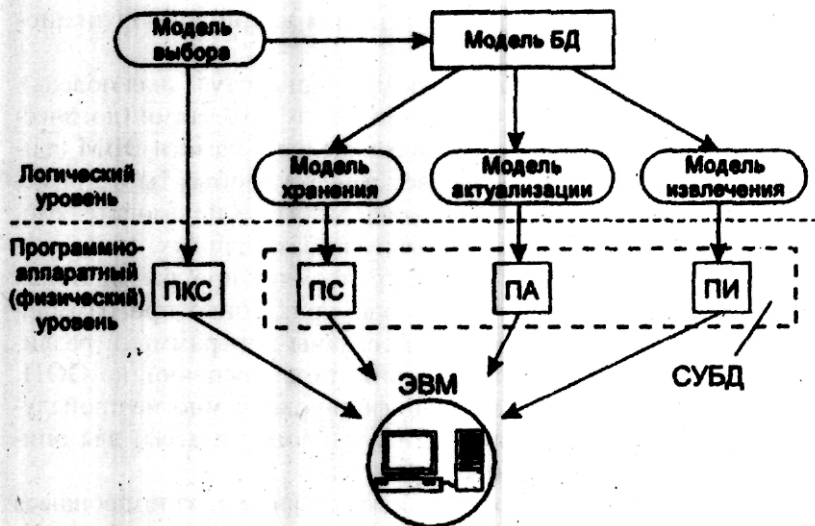 Модель
выбора
Модель БД
Логический
уровень
Модель
хранения
Модель
актуализации
Модель
извлечения
Программно-
аппаратный
(физический)
уровень
ПКС
ПС
ПА
ПИ
СУБД
ЭВМ